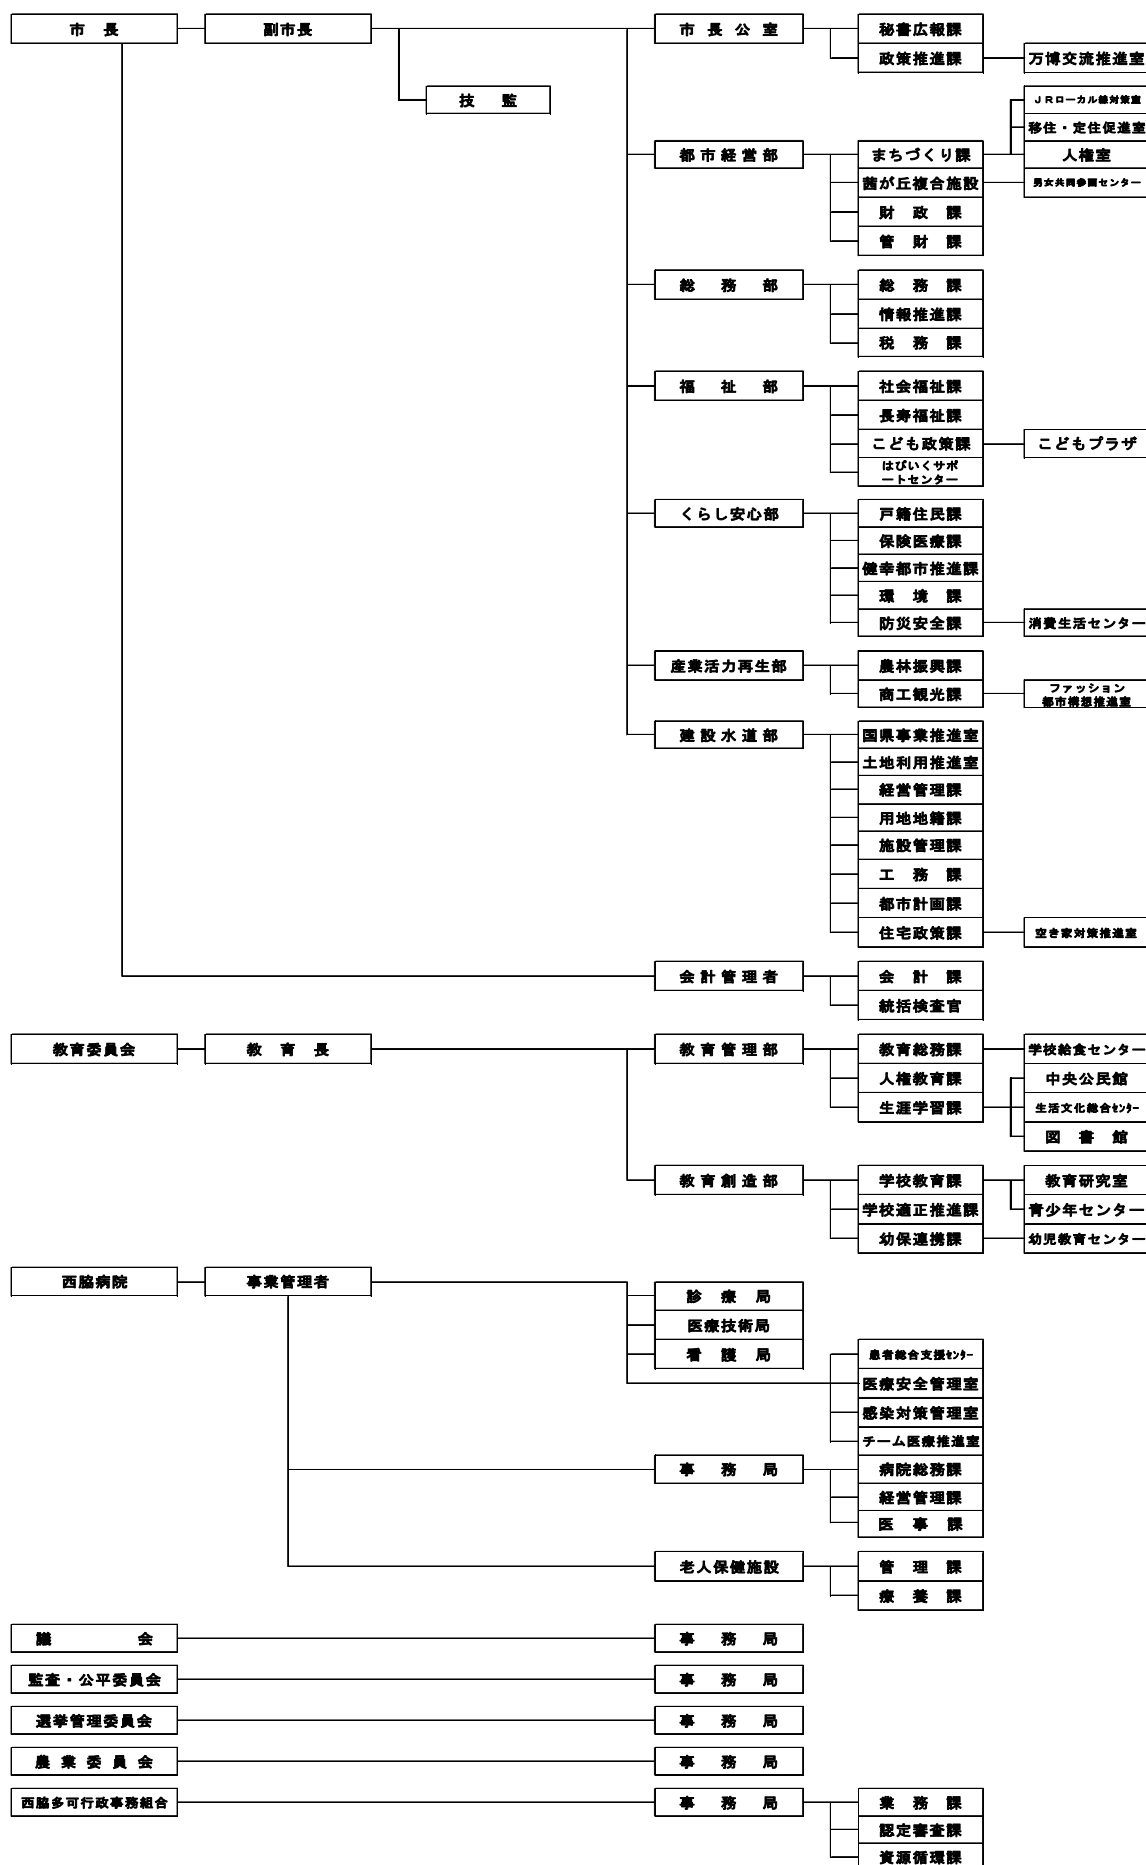 市長
副市長
市長公室
秘書広報課
政策推進課
万博交流推進室
技監
JRローカル線対策室
移住・定住促進室
都市経営部
まちづくり課
人権室
茜が丘複合施設
男女共同参画センター
財政課
管財課
総務部
総務課
情報推進課
税務課
福祉部
社会福祉課
長寿福祉課
こども政策課
こどもプラザ
はぴいくサポ
ートセンター
くらし安心部
戸籍住民課
保険医療課
健幸都市推進課
環境課
防災安全課
消費生活センター
産業活力再生部
農林振興課
商工観光課
ファッション
都市構想推進室
建設水道部
国県事業推進室
土地利用推進室
経営管理課
用地地籍課
施設管理課
工務課
都市計画課
住宅政策課
空き家対策推進室
会計管理者
会計課
統括検査官
教育委員会
教育長
教育管理部
教育総務課
学校給食センター
人権教育課
中央公民館
生涯学習課
生活文化総合センター
図書館
教育創造部
学校教育課
教育研究室
学校適正推進課
青少年センター
幼保連携課
幼児教育センター
西脇病院
事業管理者
診療局
医療技術局
看護局
患者総合支援センター
医療安全管理室
感染対策管理室
チーム医療推進室
事務局
病院総務課
経営管理課
医事課
老人保健施設
管理課
療養課
議会
事務局
監査・公平委員会
事務局
選挙管理委員会
事務局
農業委員会
事務局
西脇多可行政事務組合
事務局
業務課
認定審査課
資源循環課